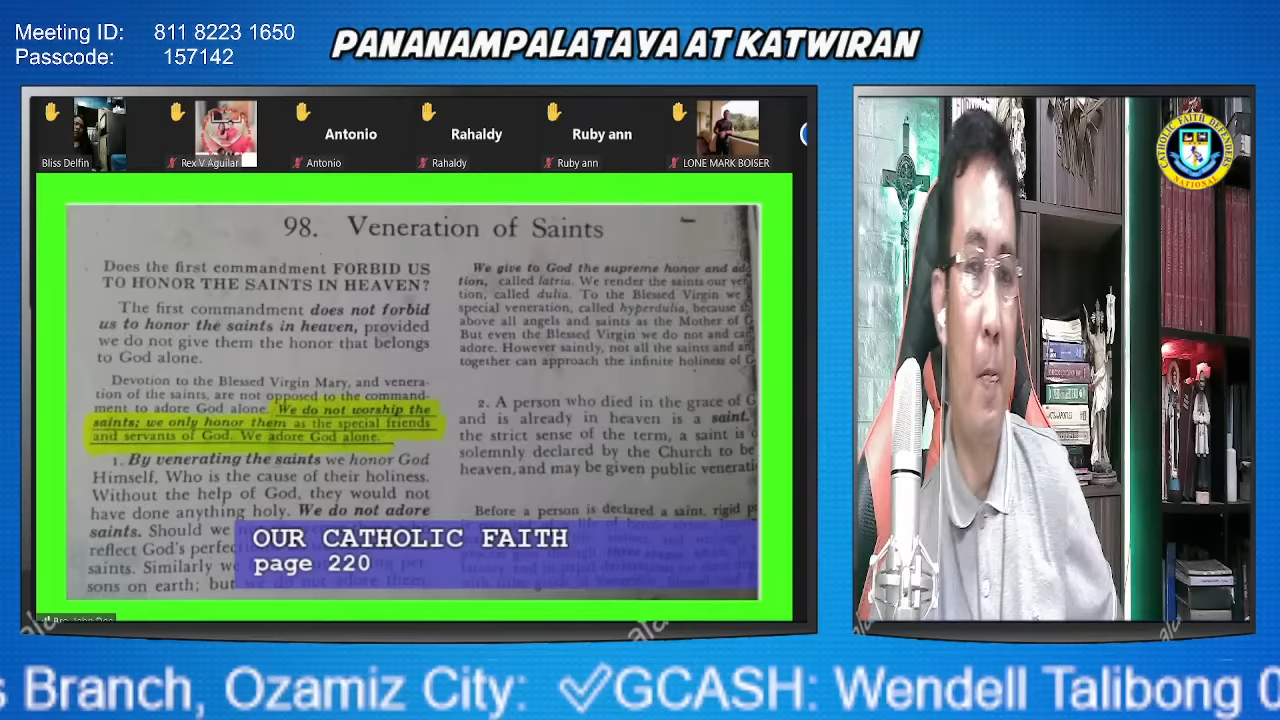 Meeting ID: 811 8223 1650
Passcode: 157142
PANANAMPALATAYA AT KATWIRAN
Antonio
Rahaldy
Ruby ann
Bliss Delfin
Rex V Aguilar
Antonio
Rahaldy
Ruby ann
LONE MARK BOISER
CATHOLIC FAITH DEFENDERS
NATIONAL
98. Veneration of Saints
Does the first commandment FORBID US
TO HONOR THE SAINTS IN HEAVEN?
The first commandment does not forbid
us to honor the saints in heaven, provided
we do not give them the honor that belongs
to God alone.
Devotion to the Blessed Virgin Mary, and venera-
tion of the saints, are not opposed to the command-
ment to adore God alone. We do not worship the
saints; we only honor them as the special friends
and servants of God. We adore God alone.
1. By venerating the saints we honor God
Himself, Who is the cause of their holiness.
Without the help of God, they would not
have done anything holy. We do not adore
saints. Should we
reflect God's
saints. Similarly we
sons on earth; but
We give to God the supreme honor and
tion, called latria. We render the saints our
tion, called dulia. To the Blessed Virgin we
special veneration, called hyperdulia, because
above all angels and saints as the Mother of
But even the Blessed Virgin we do not and
adore. However saintly, not all the saints and
together can approach the infinite holiness of
2. A person who died in the grace of G
and is already in heaven is a saint.
the strict sense of the term, a saint is
solemnly declared by the Church to be
heaven, and may be given public
Before a person is declared a saint, rigid
OUR CATHOLIC FAITH
page 220
s Branch, Ozamiz City: ✓GCASH: Wendell Talibong 0